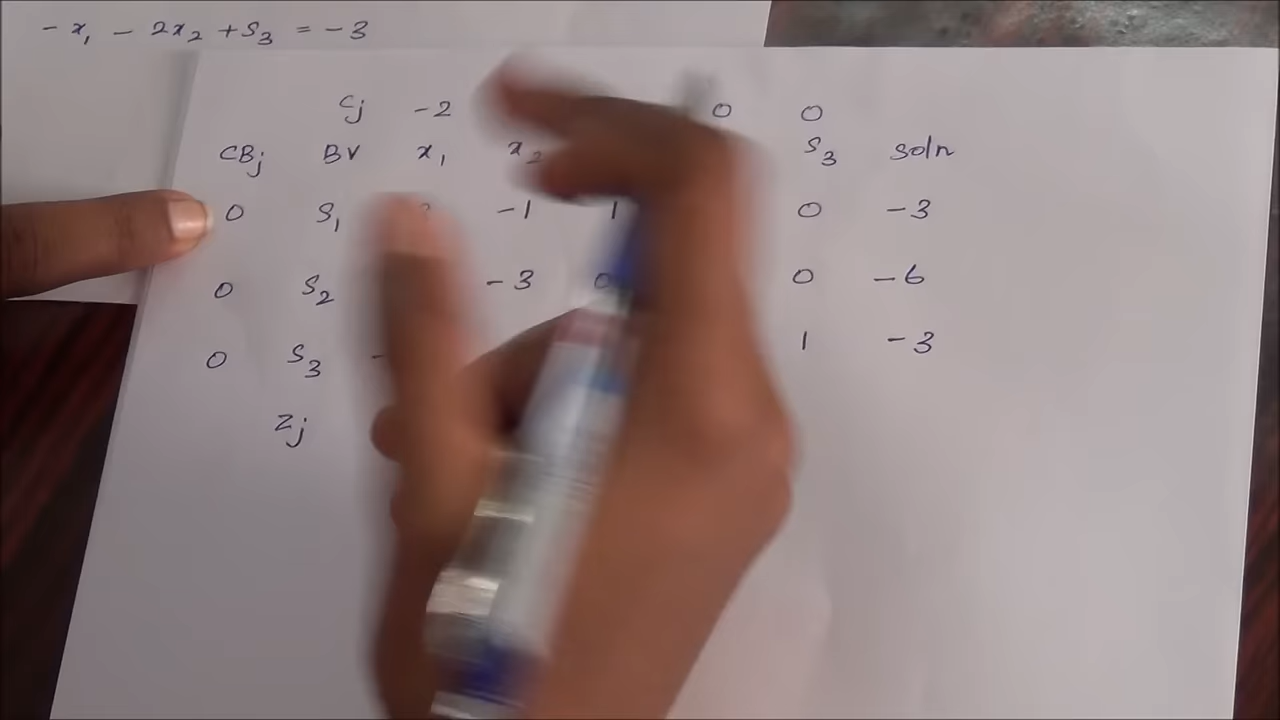 - x₁ - 2x₂ + S₃ = -3
Cj -2 0 0
CBj BV x₁ x₂ S₃ soln
0 S₁ -1 1 0 -3
0 S₂ -3 0 0 -6
0 S₃ - 1 -3
Zj